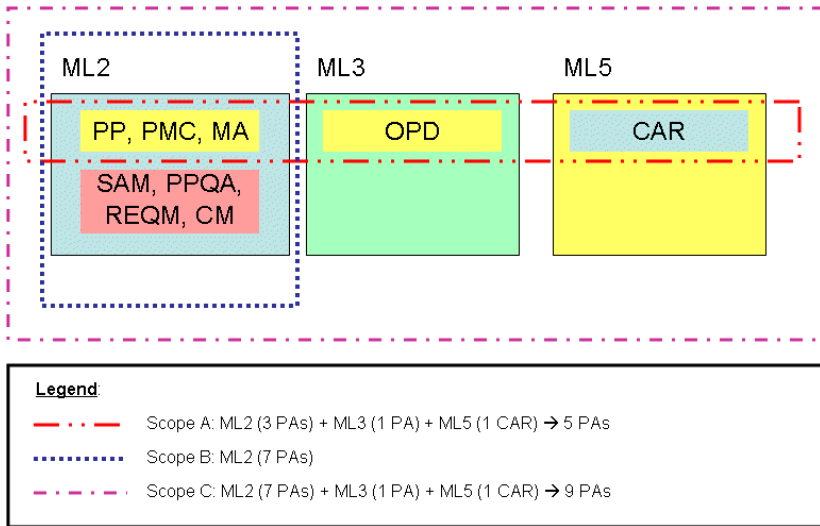 ML2
ML3
ML5
PP, PMC, MA
OPD
CAR
SAM, PPQA,
REQM, CM
Legend:
Scope A: ML2 (3 PAs) + ML3 (1 PA) + ML5 (1 CAR) → 5 PAs
Scope B: ML2 (7 PAs)
Scope C: ML2 (7 PAs) + ML3 (1 PA) + ML5 (1 CAR) → 9 PAs